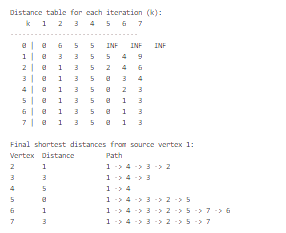 Distance table for each iteration (k):
k 1 2 3 4 5 6 7
----------------------------------------
0 | 0 6 5 5 INF INF INF
1 | 0 3 3 5 5 4 9
2 | 0 1 3 5 2 4 6
3 | 0 1 3 5 0 3 4
4 | 0 1 3 5 0 2 3
5 | 0 1 3 5 0 1 3
6 | 0 1 3 5 0 1 3
7 | 0 1 3 5 0 1 3
Final shortest distances from source vertex 1:
Vertex Distance Path
2 1 1 -> 4 -> 3 -> 2
3 3 1 -> 4 -> 3
4 5 1 -> 4
5 0 1 -> 4 -> 3 -> 2 -> 5
6 1 1 -> 4 -> 3 -> 2 -> 5 -> 7 -> 6
7 3 1 -> 4 -> 3 -> 2 -> 5 -> 7